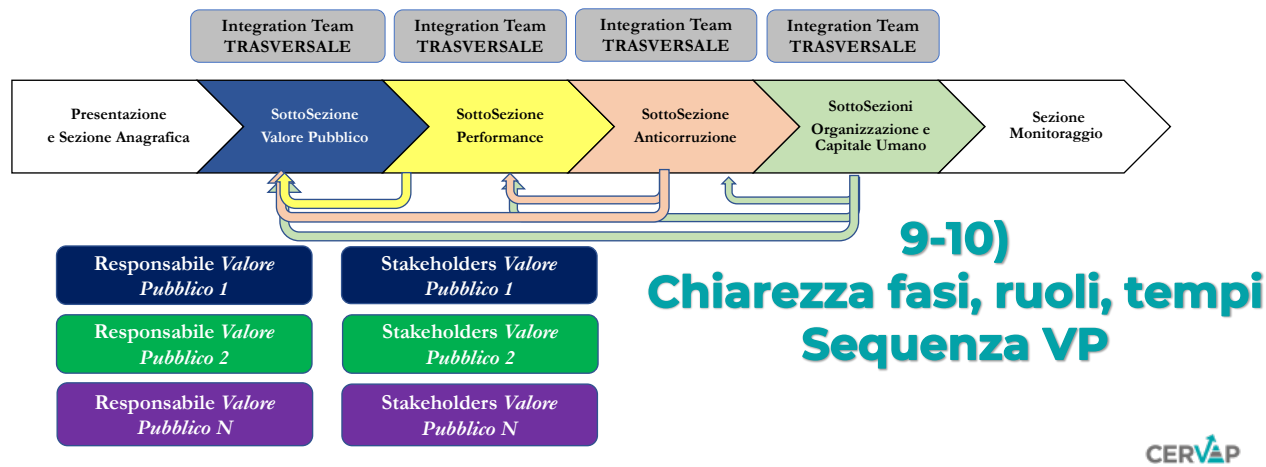 Integration Team
TRASVERSALE
Integration Team
TRASVERSALE
Integration Team
TRASVERSALE
Integration Team
TRASVERSALE
Presentazione
e Sezione Anagrafica
SottoSezione
Valore Pubblico
SottoSezione
Performance
SottoSezione
Anticorruzione
SottoSezioni
Organizzazione e
Capitale Umano
Sezione
Monitoraggio
Responsabile Valore
Pubblico 1
Stakeholders Valore
Pubblico 1
Responsabile Valore
Pubblico 2
Stakeholders Valore
Pubblico 2
Responsabile Valore
Pubblico N
Stakeholders Valore
Pubblico N
9-10)
Chiarezza fasi, ruoli, tempi
Sequenza VP
CERVAP